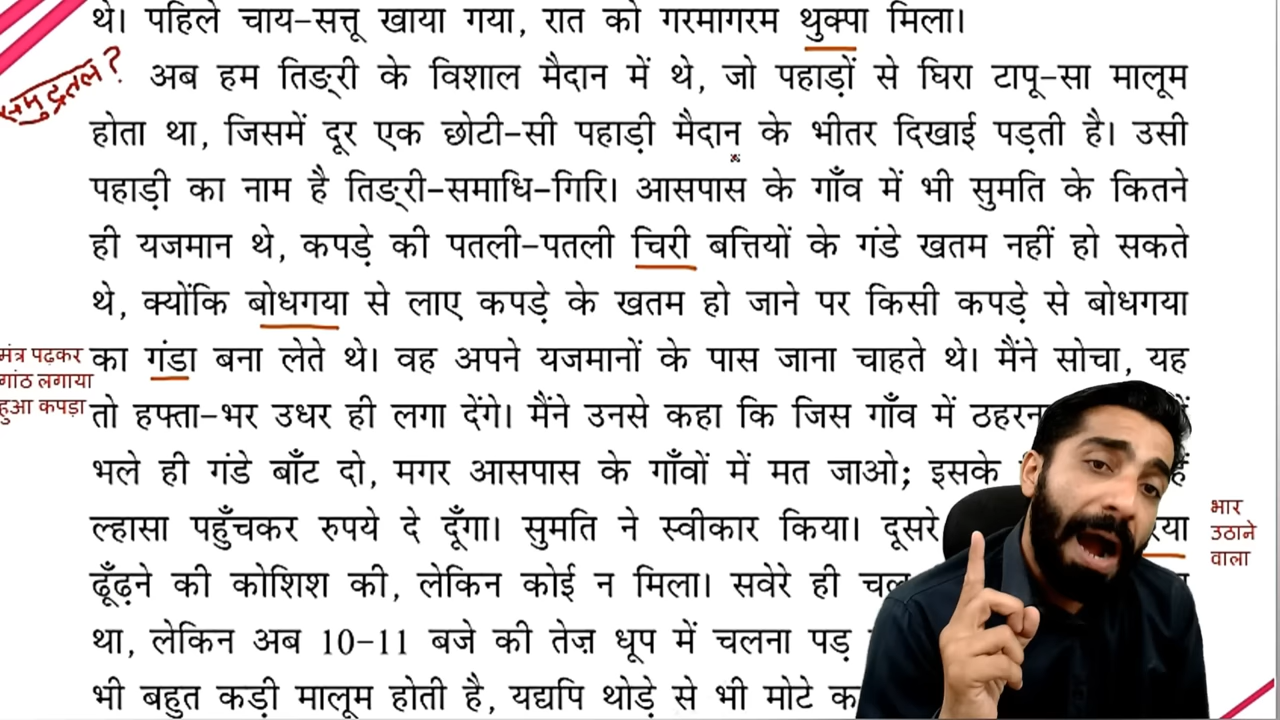 थे। पहिले चाय-सत्तू खाया गया, रात को गरमागरम थुक्पा मिला।
समुद्रतल?
अब हम तिङ्री के विशाल मैदान में थे, जो पहाड़ों से घिरा टापू-सा मालूम
होता था, जिसमें दूर एक छोटी-सी पहाड़ी मैदान के भीतर दिखाई पड़ती है। उसी
पहाड़ी का नाम है तिङ्री-समाधि-गिरि। आसपास के गाँव में भी सुमति के कितने
ही यजमान थे, कपड़े की पतली-पतली चिरी बत्तियों के गंडे खतम नहीं हो सकते
थे, क्योंकि बोधगया से लाए कपड़े के खतम हो जाने पर किसी कपड़े से बोधगया
मंत्र पढ़कर
गांठ लगाया
हुआ कपड़ा
का गंडा बना लेते थे। वह अपने यजमानों के पास जाना चाहते थे। मैंने सोचा, यह
तो हफ्ता-भर उधर ही लगा देंगे। मैंने उनसे कहा कि जिस गाँव में
भले ही गंडे बाँट दो, मगर आसपास के गाँवों में मत जाओ; इसके
ल्हासा पहुँचकर रुपये दे दूँगा। सुमति ने स्वीकार किया। दूसरे
भार
उठाने
वाला
ढूँढ़ने की कोशिश की, लेकिन कोई न मिला। सवेरे ही
था, लेकिन अब 10-11 बजे की तेज़ धूप में चलना पड़
भी बहुत कड़ी मालूम होती है, यद्यपि थोड़े से भी मोटे